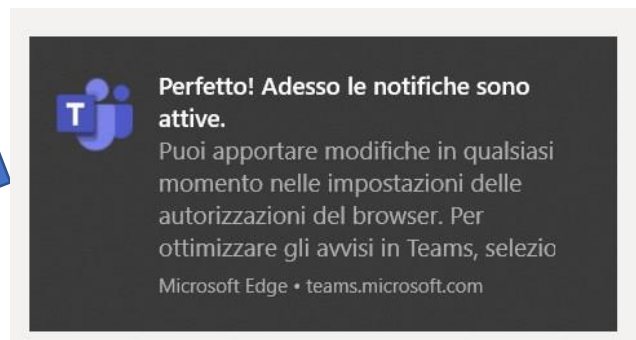 T
Perfetto! Adesso le notifiche sono
attive.
Puoi apportare modifiche in qualsiasi
momento nelle impostazioni delle
autorizzazioni del browser. Per
ottimizzare gli avvisi in Teams, selezio
Microsoft Edge • teams.microsoft.com